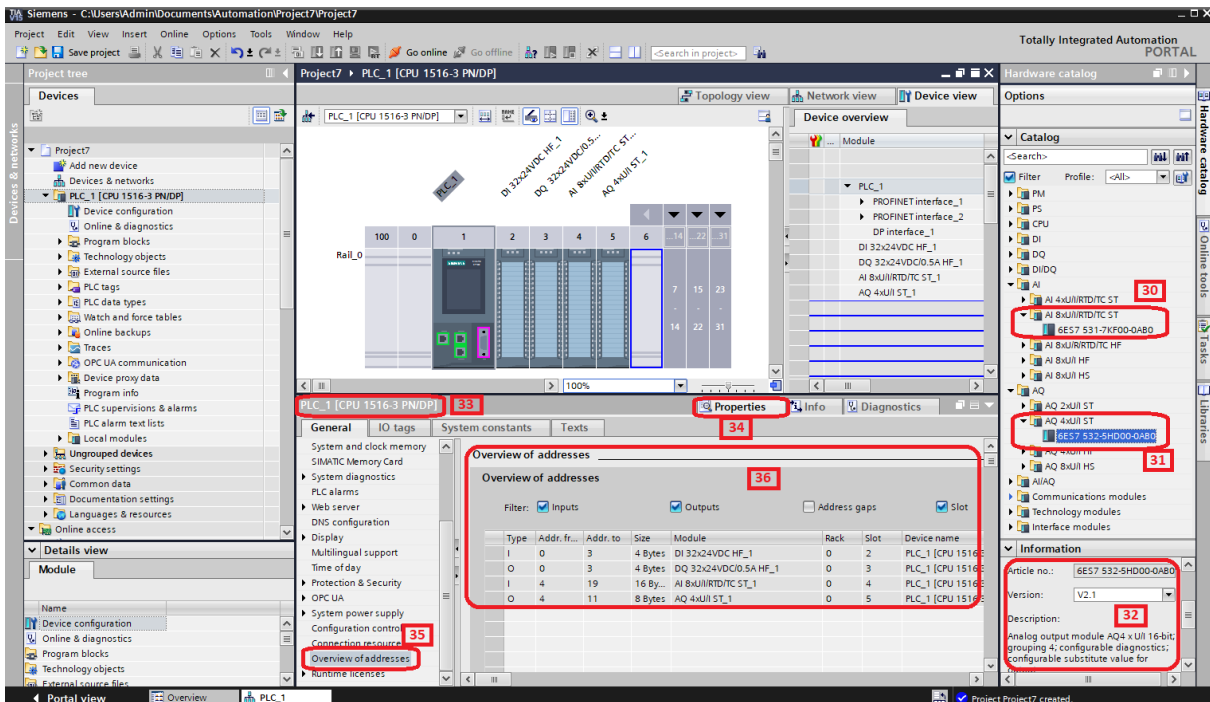 Siemens - C:\Users\Admin\Documents\Automation\Project7\Project7
Project Edit View Insert Online Options Tools Window Help
Totally Integrated Automation
PORTAL
Save project Go online Go offline <Search in project>
Project tree
Devices
Devices & networks
Project7
Add new device
Devices & networks
PLC_1 [CPU 1516-3 PN/DP]
Device configuration
Online & diagnostics
Program blocks
Technology objects
External source files
PLC tags
PLC data types
Watch and force tables
Online backups
Traces
OPC UA communication
Device proxy data
Program info
PLC supervisions & alarms
PLC alarm text lists
Local modules
Ungrouped devices
Security settings
Common data
Documentation settings
Languages & resources
Online access
Details view
Module
Name
Device configuration
Online & diagnostics
Program blocks
Technology objects
External source files
Project7 PLC_1 [CPU 1516-3 PN/DP]
Topology view Network view Device view
PLC_1 [CPU 1516-3 PN/DP]
PLC_1
DI 32x24VDC HF_1
DQ 32x24VDC/0.5...
AI 8xU/I/RTD/TC ST...
AQ 4xU/I ST_1
100 0 1 2 3 4 5 6 ...14 ...22 ...31
Rail_0
7 15 23
- - -
14 22 31
100%
Device overview
... Module
PLC_1
PROFINET interface_1
PROFINET interface_2
DP interface_1
DI 32x24VDC HF_1
DQ 32x24VDC/0.5A HF_1
AI 8xU/I/RTD/TC ST_1
AQ 4xU/I ST_1
PLC_1 [CPU 1516-3 PN/DP] 33
Properties Info Diagnostics
34
General IO tags System constants Texts
System and clock memory
SIMATIC Memory Card
System diagnostics
PLC alarms
Web server
DNS configuration
Display
Multilingual support
Time of day
Protection & Security
OPC UA
System power supply
Configuration control
35
Connection resources
Overview of addresses
Runtime licenses
Overview of addresses
Overview of addresses
36
Filter: Inputs Outputs Address gaps Slot
Type Addr. fr... Addr. to Size Module Rack Slot Device name
I 0 3 4 Bytes DI 32x24VDC HF_1 0 2 PLC_1 [CPU 1516-3
O 0 3 4 Bytes DQ 32x24VDC/0.5A HF_1 0 3 PLC_1 [CPU 1516-3
I 4 19 16 By... AI 8xU/I/RTD/TC ST_1 0 4 PLC_1 [CPU 1516-3
O 4 11 8 Bytes AQ 4xU/I ST_1 0 5 PLC_1 [CPU 1516-3
Hardware catalog
Options
Catalog
<Search>
Filter Profile: <All>
PM
PS
CPU
DI
DQ
DI/DQ
AI
AI 4xU/I/RTD/TC ST
30
AI 8xU/I/RTD/TC ST
6ES7 531-7KF00-0AB0
AI 8xU/R/RTD/TC HF
AI 8xU/I HF
AI 8xU/I HS
AQ
AQ 2xU/I ST
AQ 4xU/I ST
6ES7 532-5HD00-0AB0
AQ 4xU/I HF
31
AQ 8xU/I HS
AI/AQ
Communications modules
Technology modules
Interface modules
Information
Article no.: 6ES7 532-5HD00-0AB0
Version: V2.1
32
Description:
Analog output module AQ4 x U/I 16-bit;
grouping 4; configurable diagnostics;
configurable substitute value for
Hardware catalog
Online tools
Tasks
Libraries
Portal view Overview PLC_1
Project Project7 created.